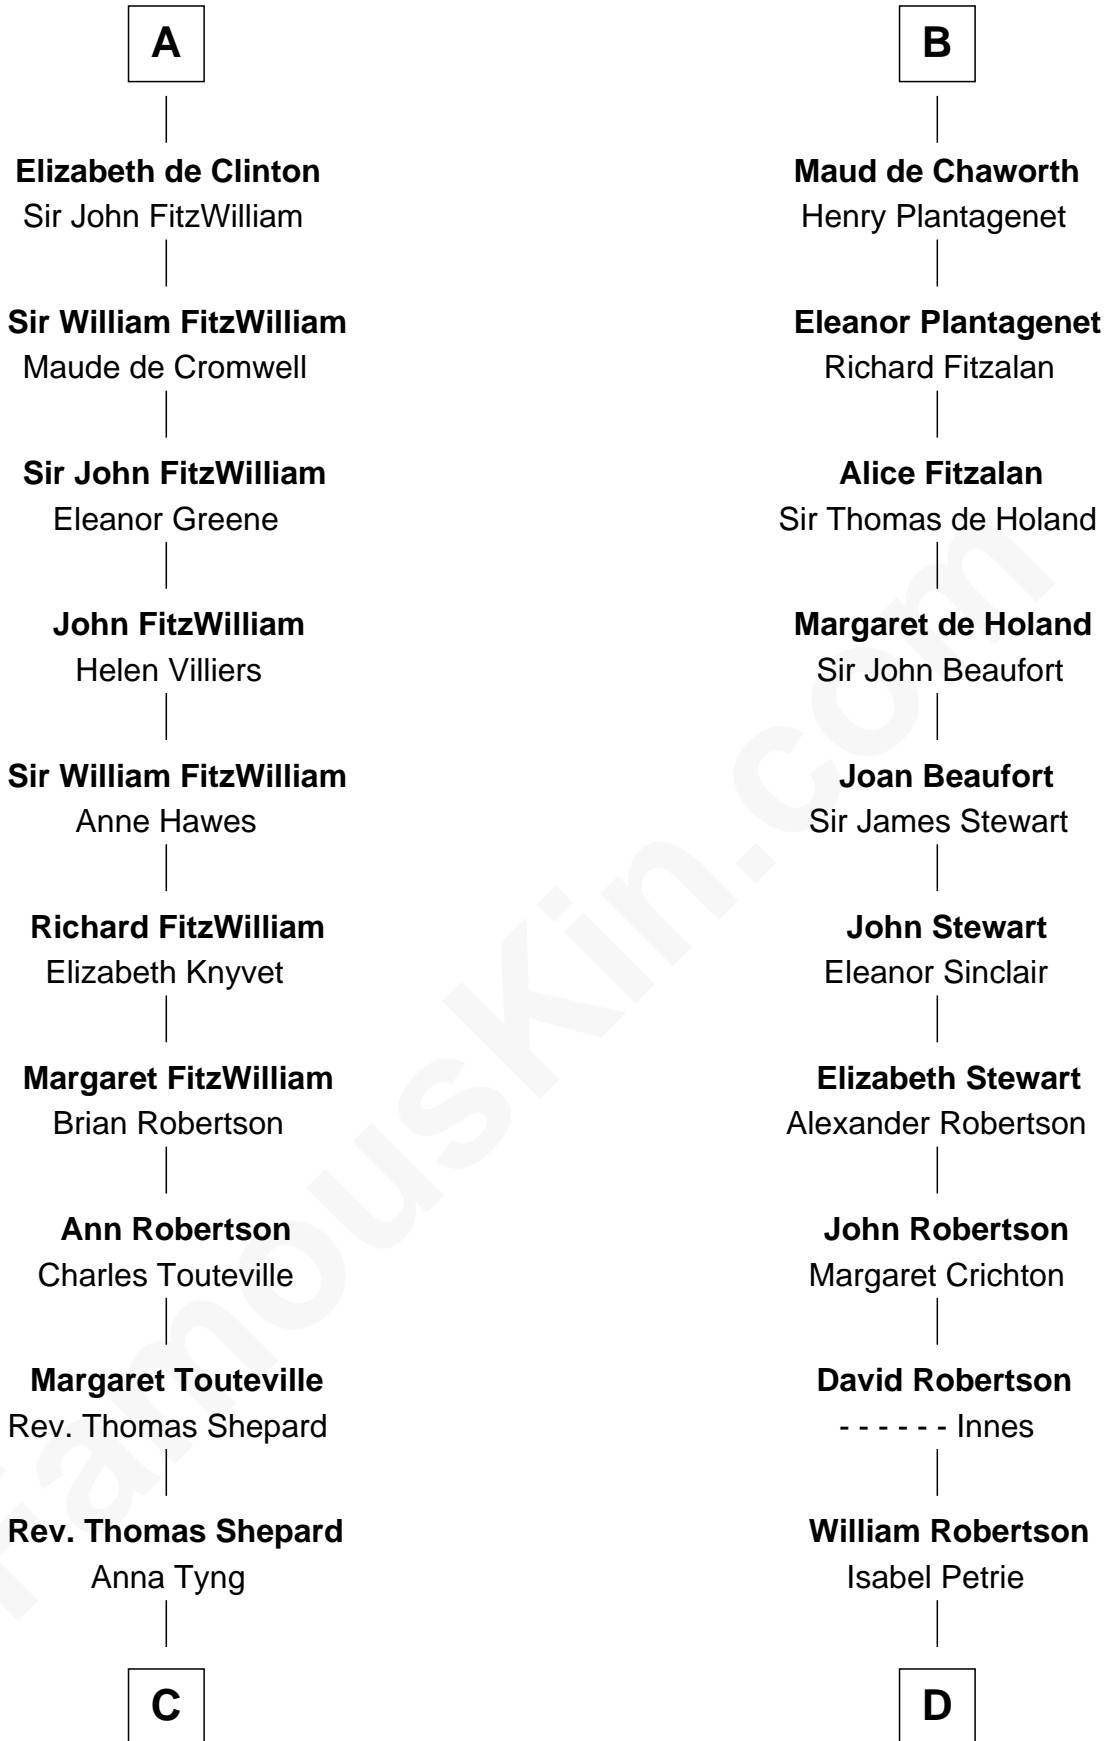 A
Elizabeth de Clinton
Sir John FitzWilliam
Sir William FitzWilliam
Maude de Cromwell
Sir John FitzWilliam
Eleanor Greene
John FitzWilliam
Helen Villiers
Sir William FitzWilliam
Anne Hawes
Richard FitzWilliam
Elizabeth Knyvet
Margaret FitzWilliam
Brian Robertson
Ann Robertson
Charles Touteville
Margaret Touteville
Rev. Thomas Shepard
Rev. Thomas Shepard
Anna Tyng
C
B
Maud de Chaworth
Henry Plantagenet
Eleanor Plantagenet
Richard Fitzalan
Alice Fitzalan
Sir Thomas de Holand
Margaret de Holand
Sir John Beaufort
Joan Beaufort
Sir James Stewart
John Stewart
Eleanor Sinclair
Elizabeth Stewart
Alexander Robertson
John Robertson
Margaret Crichton
David Robertson
- - - - - - Innes
William Robertson
Isabel Petrie
D
FamousKin.com